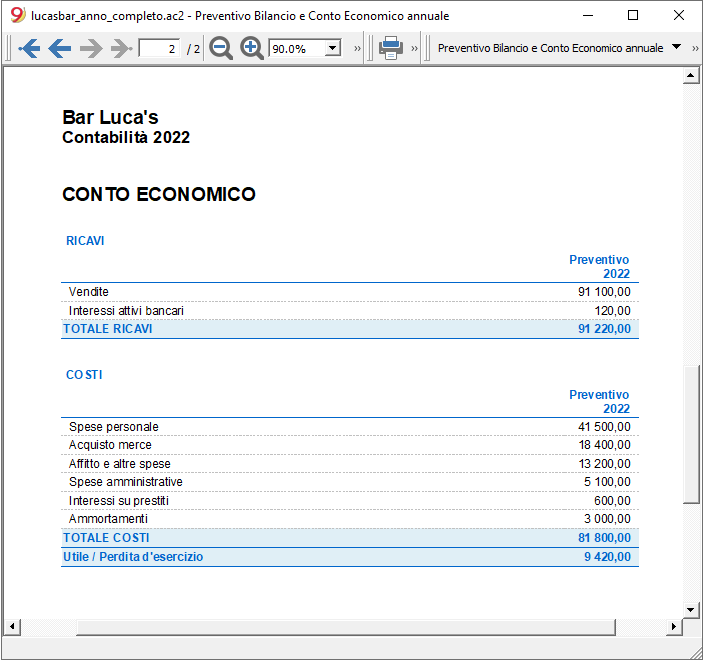 lucasbar_anno_completo.ac2 - Preventivo Bilancio e Conto Economico annuale
2 / 2 90.0% » » Preventivo Bilancio e Conto Economico annuale »
Bar Luca's
Contabilità 2022
CONTO ECONOMICO
RICAVI
Preventivo
2022
Vendite 91 100,00
Interessi attivi bancari 120,00
TOTALE RICAVI 91 220,00
COSTI
Preventivo
2022
Spese personale 41 500,00
Acquisto merce 18 400,00
Affitto e altre spese 13 200,00
Spese amministrative 5 100,00
Interessi su prestiti 600,00
Ammortamenti 3 000,00
TOTALE COSTI 81 800,00
Utile / Perdita d'esercizio 9 420,00